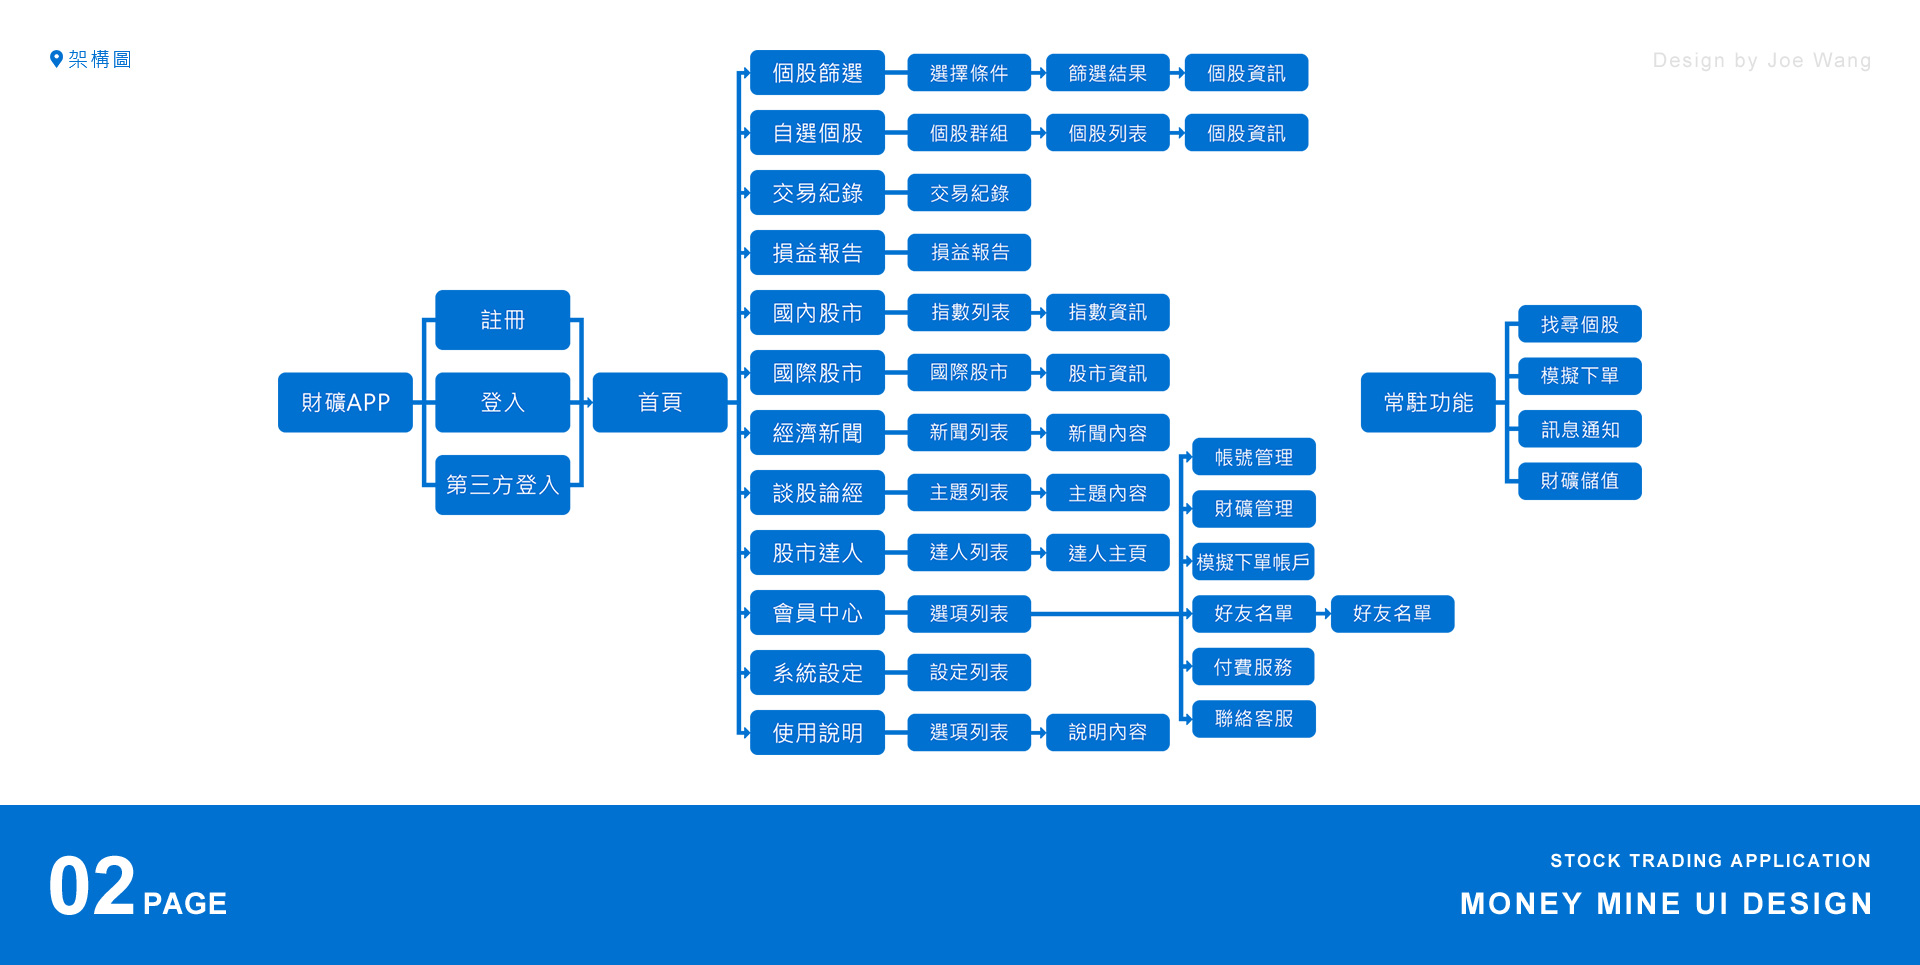 架構圖
Design by Joe Wang
財礦APP
註冊
登入
第三方登入
首頁
個股篩選
選擇條件
篩選結果
個股資訊
自選個股
個股群組
個股列表
個股資訊
交易紀錄
交易紀錄
損益報告
損益報告
國內股市
指數列表
指數資訊
國際股市
國際股市
股市資訊
經濟新聞
新聞列表
新聞內容
談股論經
主題列表
主題內容
股市達人
達人列表
達人主頁
會員中心
選項列表
帳號管理
財礦管理
模擬下單帳戶
好友名單
好友名單
付費服務
聯絡客服
系統設定
設定列表
使用說明
選項列表
說明內容
常駐功能
找尋個股
模擬下單
訊息通知
財礦儲值
02 PAGE
STOCK TRADING APPLICATION
MONEY MINE UI DESIGN